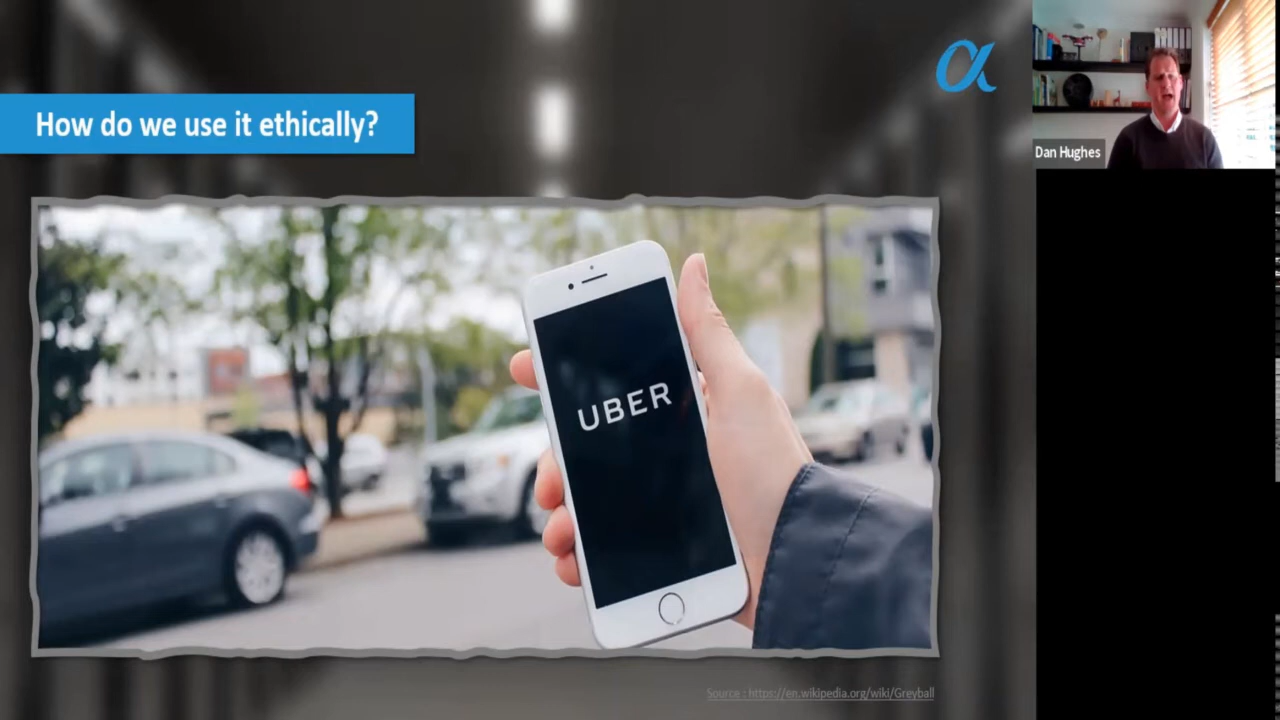 How do we use it ethically?
Dan Hughes
UBER
Source : https://en.wikipedia.org/wiki/Greyball